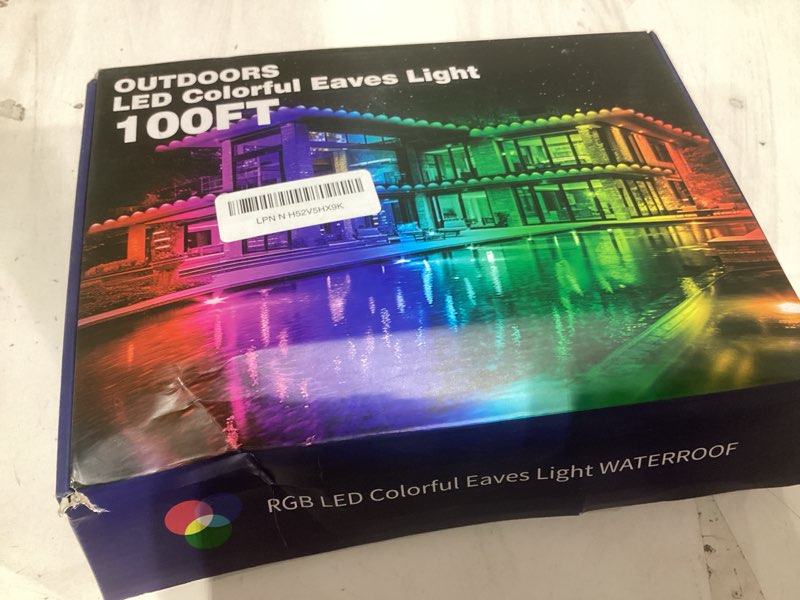 OUTDOORS
LED Colorful Eaves Light
100FT
LPN N H52V5HX9K
RGB LED Colorful Eaves Light WATERROOF